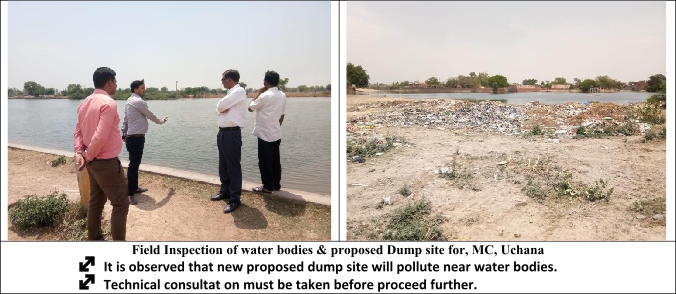 Field Inspection of water bodies & proposed Dump site for, MC, Uchana
It is observed that new proposed dump site will pollute near water bodies.
Technical consultat on must be taken before proceed further.